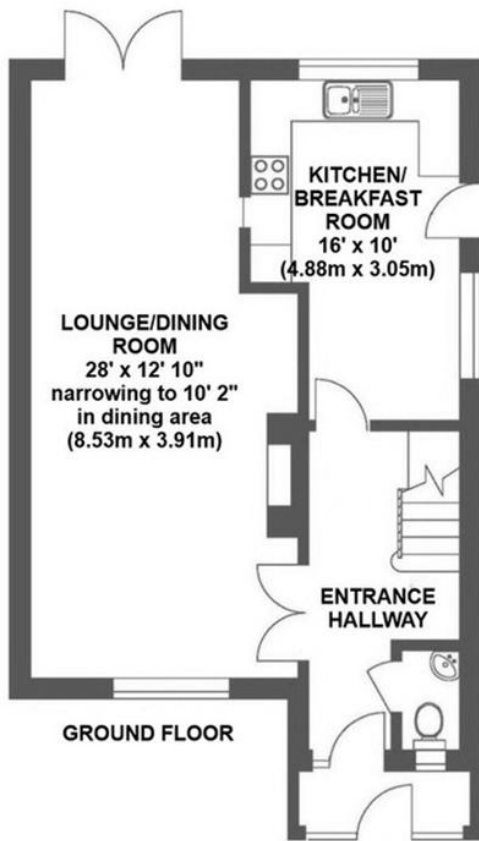 KITCHEN/
BREAKFAST
ROOM
16' x 10'
(4.88m x 3.05m)
LOUNGE/DINING
ROOM
28' x 12' 10"
narrowing to 10' 2"
in dining area
(8.53m x 3.91m)
ENTRANCE
HALLWAY
GROUND FLOOR